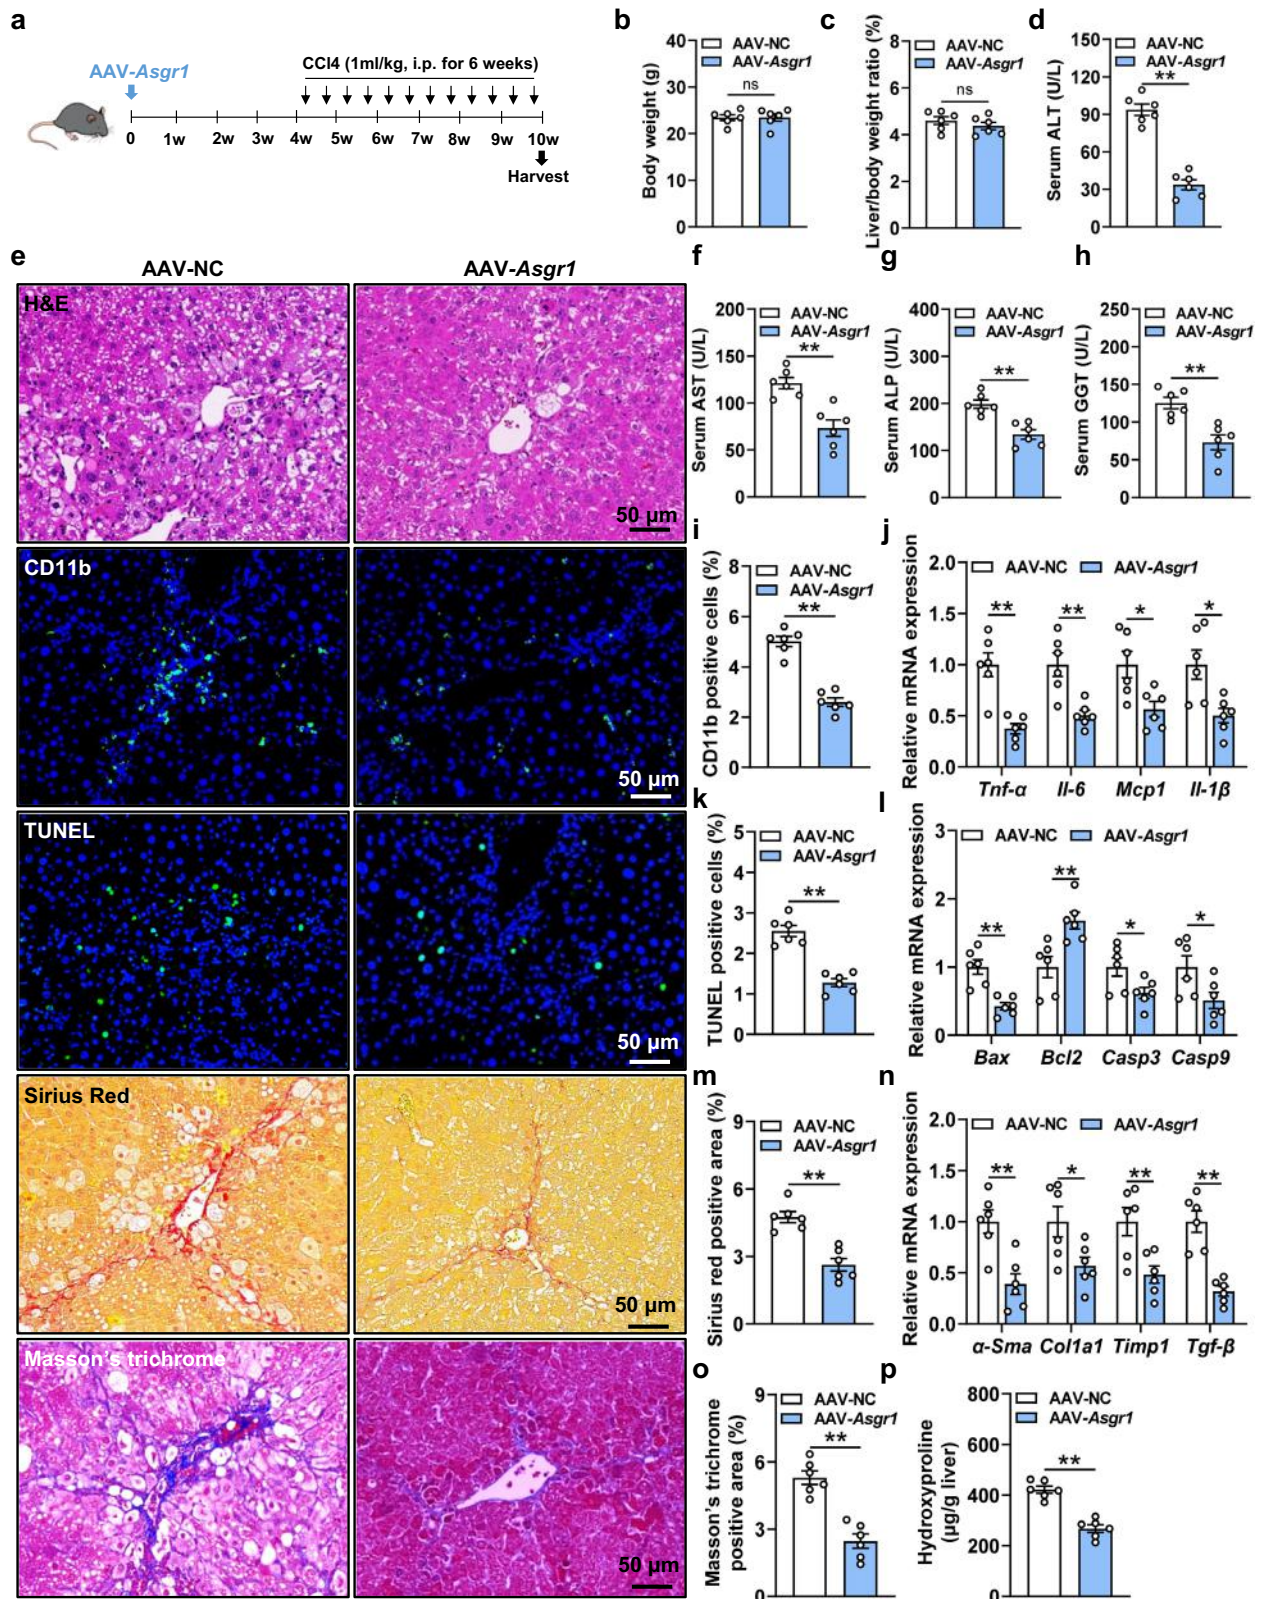 a
AAV-Asgr1
CCl4 (1ml/kg, i.p. for 6 weeks)
0 1w 2w 3w 4w 5w 6w 7w 8w 9w 10w
Harvest
b
AAV-NC
AAV-Asgr1
ns
Body weight (g)
40
30
20
10
0
c
AAV-NC
AAV-Asgr1
ns
Liver/body weight ratio (%)
8
6
4
2
0
d
AAV-NC
AAV-Asgr1
**
Serum ALT (U/L)
150
120
90
60
30
0
e
AAV-NC AAV-Asgr1
H&E
50 µm
CD11b
50 µm
TUNEL
50 µm
Sirius Red
50 µm
Masson's trichrome
50 µm
f
AAV-NC
AAV-Asgr1
**
Serum AST (U/L)
200
150
100
50
0
g
AAV-NC
AAV-Asgr1
**
Serum ALP (U/L)
400
300
200
100
0
h
AAV-NC
AAV-Asgr1
**
Serum GGT (U/L)
250
200
150
100
50
0
i
AAV-NC
AAV-Asgr1
**
CD11b positive cells (%)
8
6
4
2
0
j
AAV-NC AAV-Asgr1
** ** * *
Relative mRNA expression
2.0
1.5
1.0
0.5
0.0
Tnf-α Il-6 Mcp1 Il-1β
k
AAV-NC
AAV-Asgr1
**
TUNEL positive cells (%)
5
4
3
2
1
0
l
AAV-NC AAV-Asgr1
** ** * *
Relative mRNA expression
3
2
1
0
Bax Bcl2 Casp3 Casp9
m
AAV-NC
AAV-Asgr1
**
Sirius red positive area (%)
9
6
3
0
n
AAV-NC AAV-Asgr1
** * ** **
Relative mRNA expression
2.0
1.5
1.0
0.5
0.0
α-Sma Col1a1 Timp1 Tgf-β
o
AAV-NC
AAV-Asgr1
**
Masson's trichrome
positive area (%)
9
6
3
0
p
AAV-NC
AAV-Asgr1
**
Hydroxyproline
(µg/g liver)
800
600
400
200
0